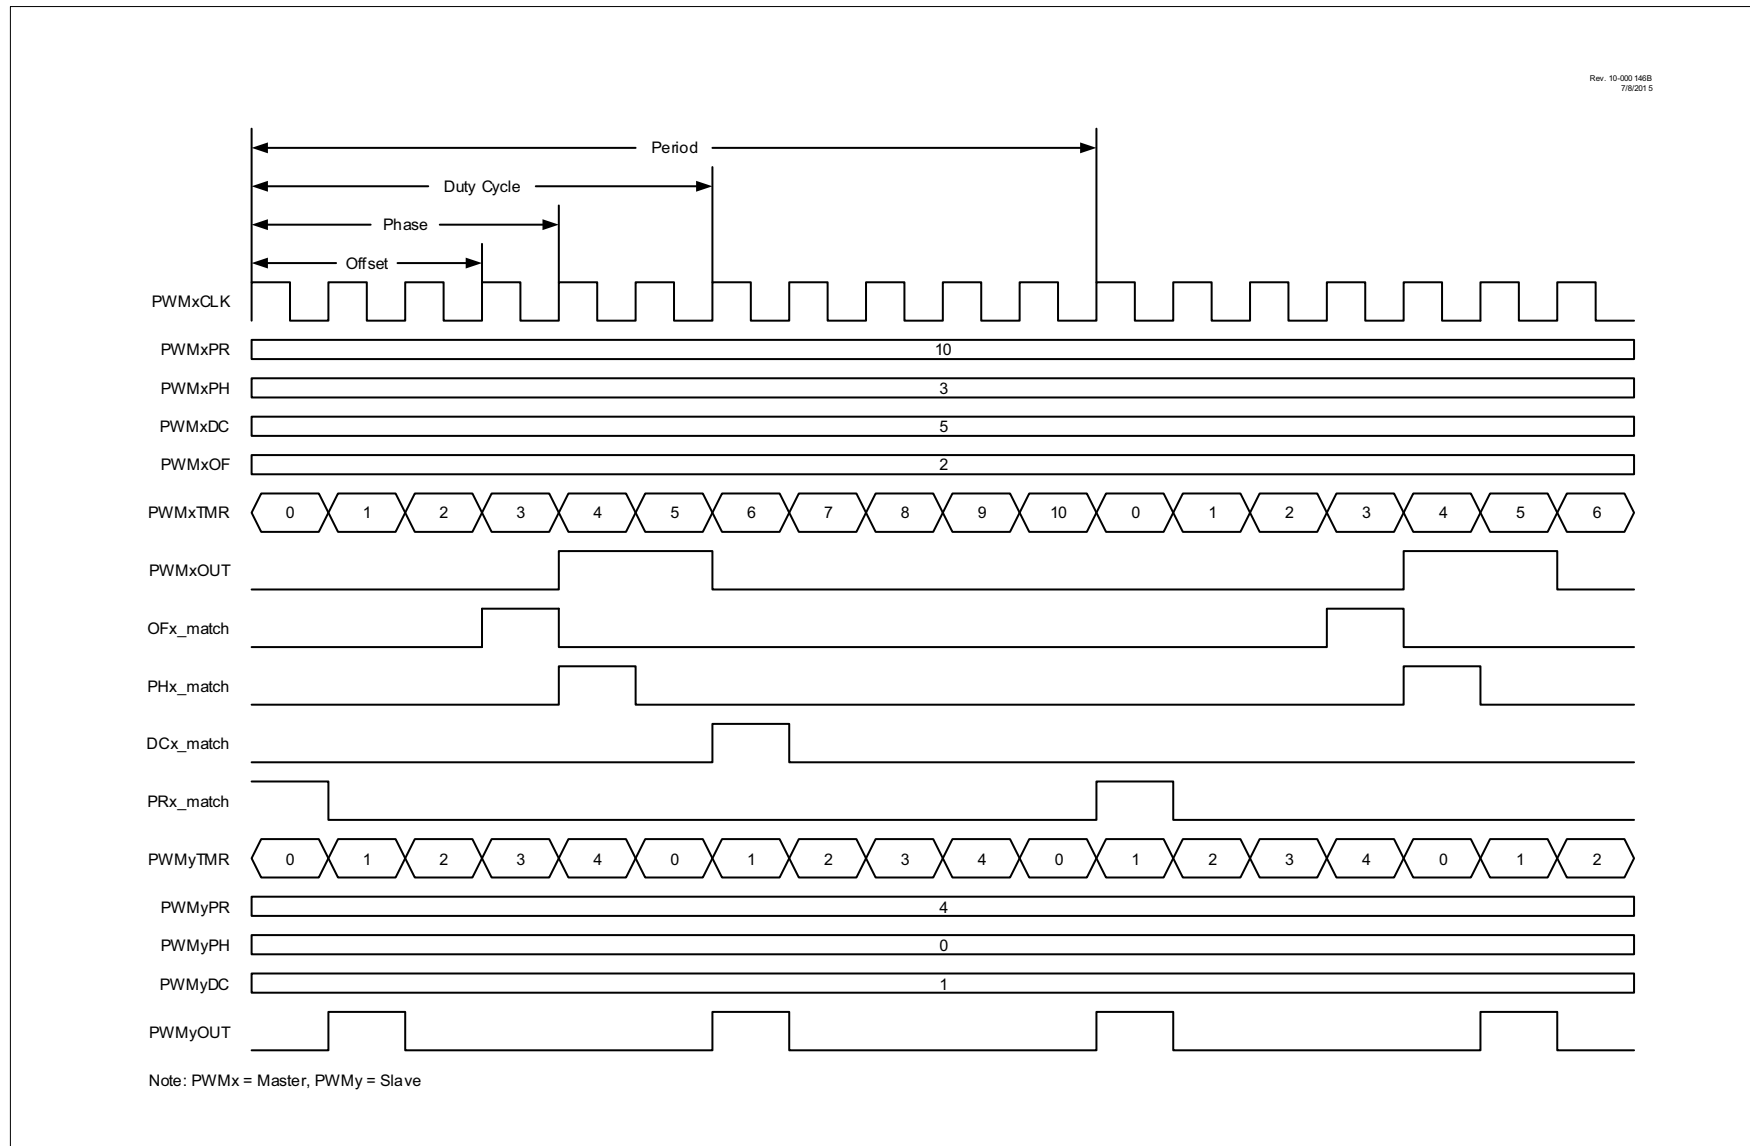 Rev. 10-000 146B
7/8/201 5
Period
Duty Cycle
Phase
Offset
PWMxCLK
PWMxPR 10
PWMxPH 3
PWMxDC 5
PWMxOF 2
PWMxTMR 0 1 2 3 4 5 6 7 8 9 10 0 1 2 3 4 5 6
PWMxOUT
OFx_match
PHx_match
DCx_match
PRx_match
PWMyTMR 0 1 2 3 4 0 1 2 3 4 0 1 2 3 4 0 1 2
PWMyPR 4
PWMyPH 0
PWMyDC 1
PWMyOUT
Note: PWMx = Master, PWMy = Slave